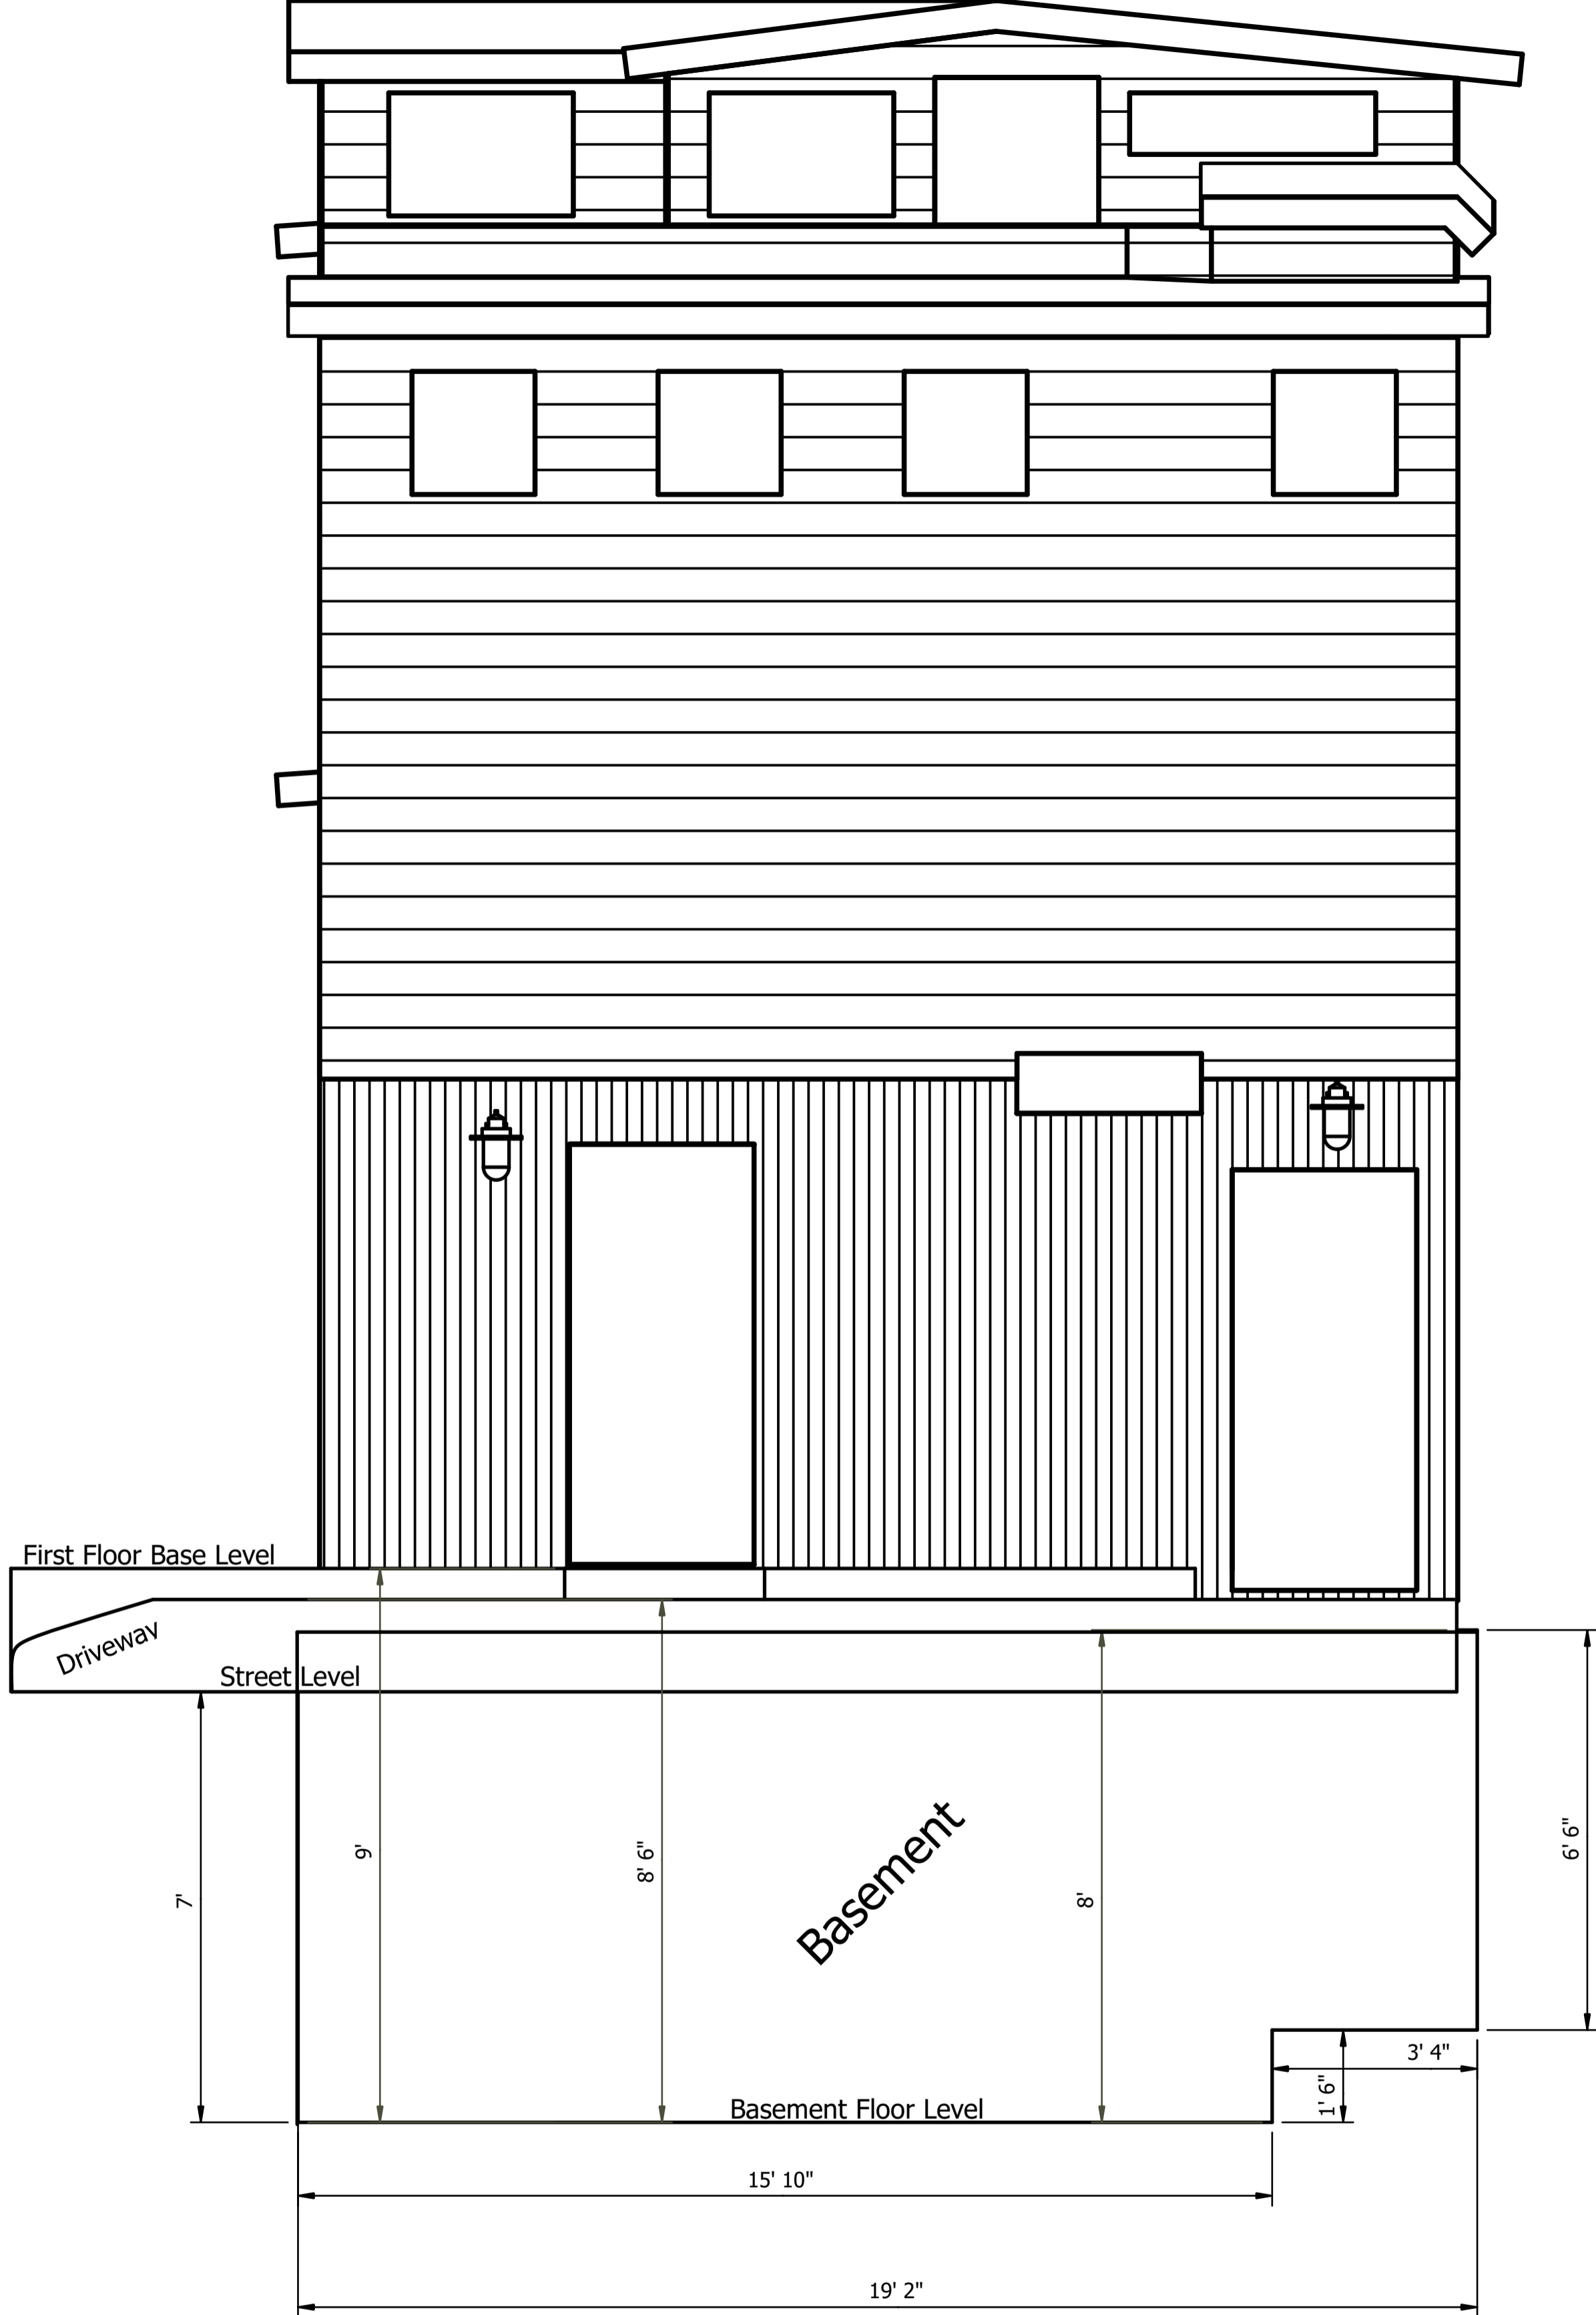 First Floor Base Level
Driveway
Street Level
Basement
9'
8' 6"
8'
7'
6' 6"
3' 4"
1' 6"
Basement Floor Level
15' 10"
19' 2"